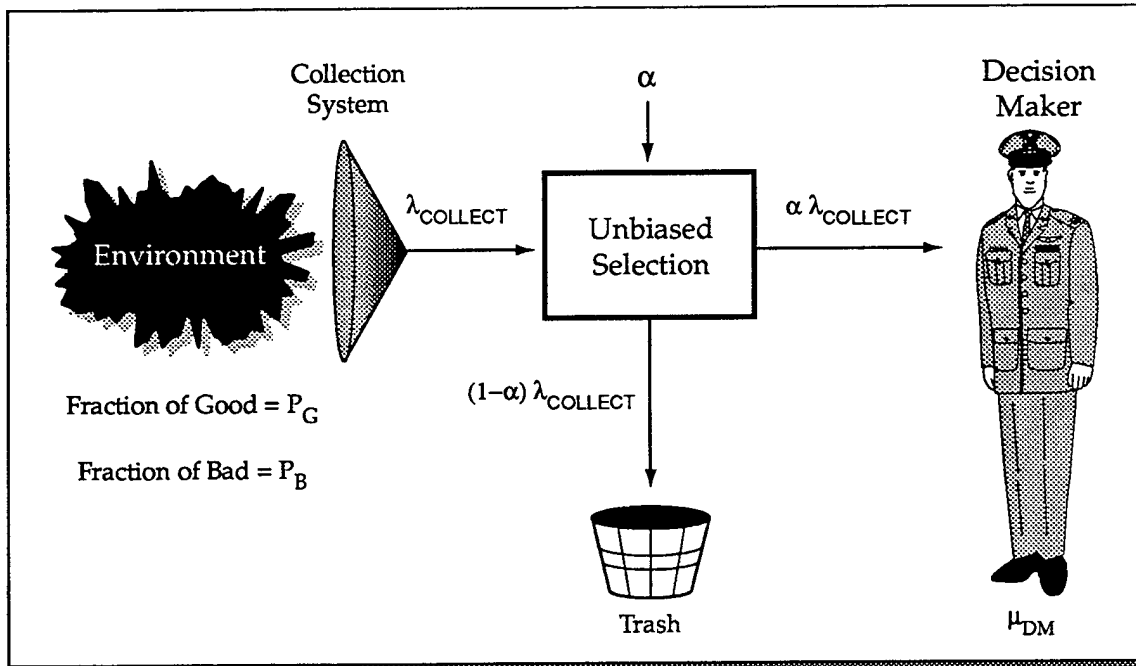 Collection
System
α
Decision
Maker
Environment
λCOLLECT
Unbiased
Selection
α λCOLLECT
(1–α) λCOLLECT
Fraction of Good = PG
Fraction of Bad = PB
Trash
μDM